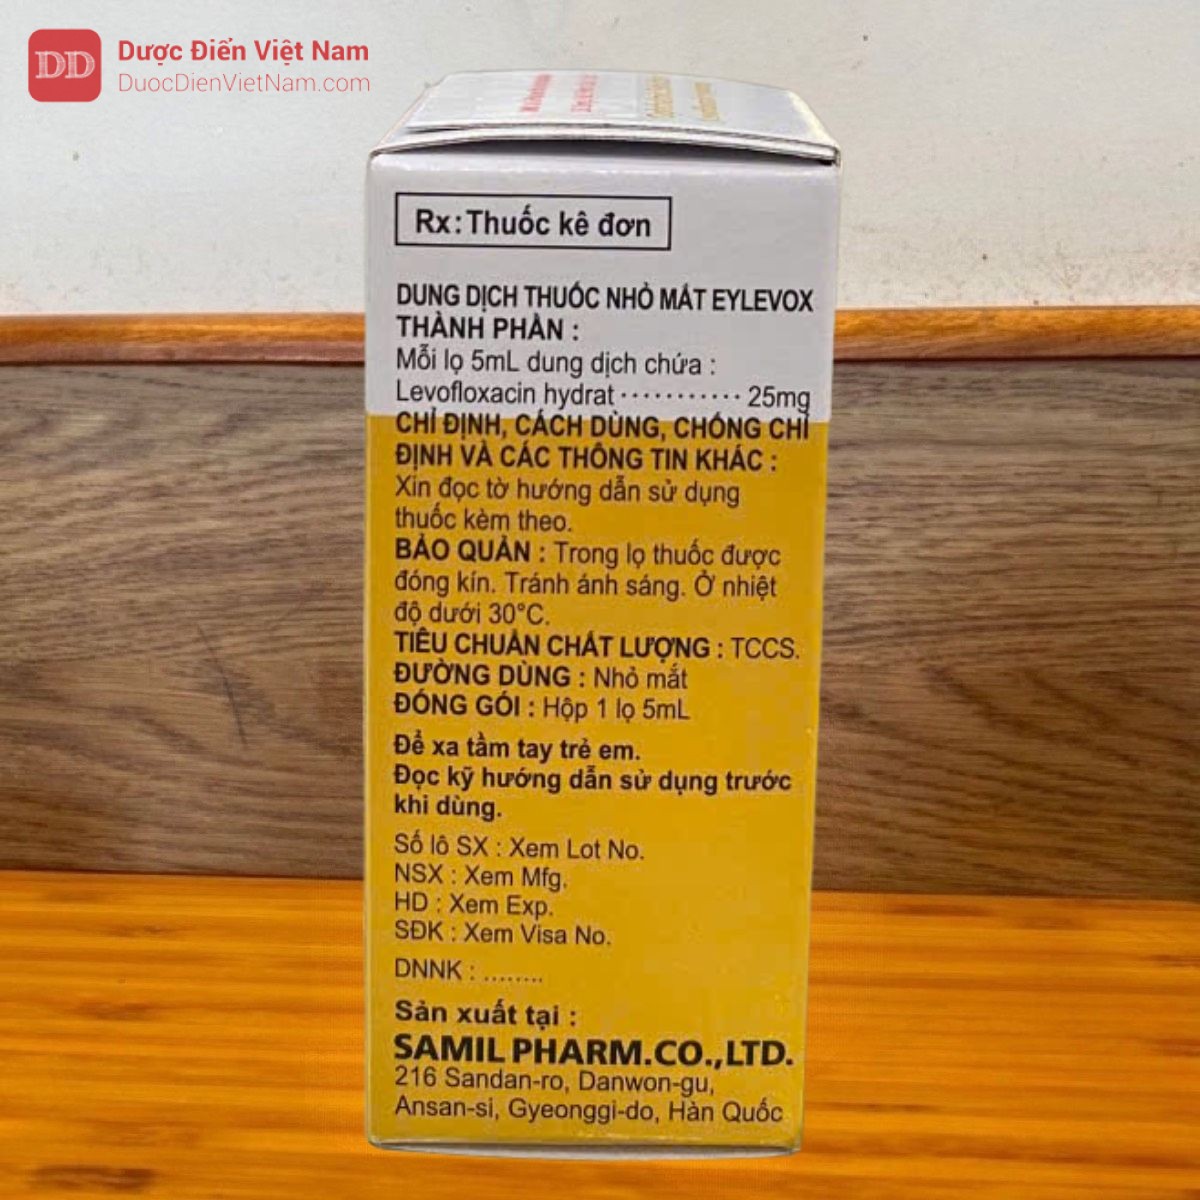 DD
Dược Điển Việt Nam
DuocDienVietNam.com
Rx: Thuốc kê đơn
DUNG DỊCH THUỐC NHỎ MẮT EYLEVOX
THÀNH PHẦN :
Mỗi lọ 5mL dung dịch chứa :
Levofloxacin hydrat ··········· 25mg
CHỈ ĐỊNH, CÁCH DÙNG, CHỐNG CHỈ
ĐỊNH VÀ CÁC THÔNG TIN KHÁC :
Xin đọc tờ hướng dẫn sử dụng
thuốc kèm theo.
BẢO QUẢN : Trong lọ thuốc được
đóng kín. Tránh ánh sáng. Ở nhiệt
độ dưới 30°C.
TIÊU CHUẨN CHẤT LƯỢNG : TCCS.
ĐƯỜNG DÙNG : Nhỏ mắt
ĐÓNG GÓI : Hộp 1 lọ 5mL
Để xa tầm tay trẻ em.
Đọc kỹ hướng dẫn sử dụng trước
khi dùng.
Số lô SX : Xem Lot No.
NSX : Xem Mfg.
HD : Xem Exp.
SĐK : Xem Visa No.
DNNK : ........
Sản xuất tại :
SAMIL PHARM.CO.,LTD.
216 Sandan-ro, Danwon-gu,
Ansan-si, Gyeonggi-do, Hàn Quốc